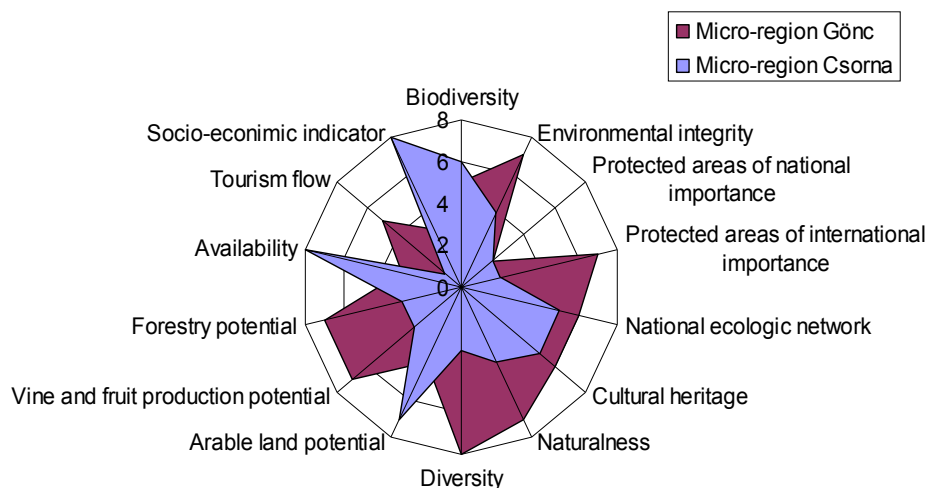 Micro-region Gönc
Micro-region Csorna
Biodiversity
Environmental integrity
Protected areas of national
importance
Protected areas of international
importance
National ecologic network
Cultural heritage
Naturalness
Diversity
Arable land potential
Vine and fruit production potential
Forestry potential
Availability
Tourism flow
Socio-econimic indicator
8
6
4
2
0